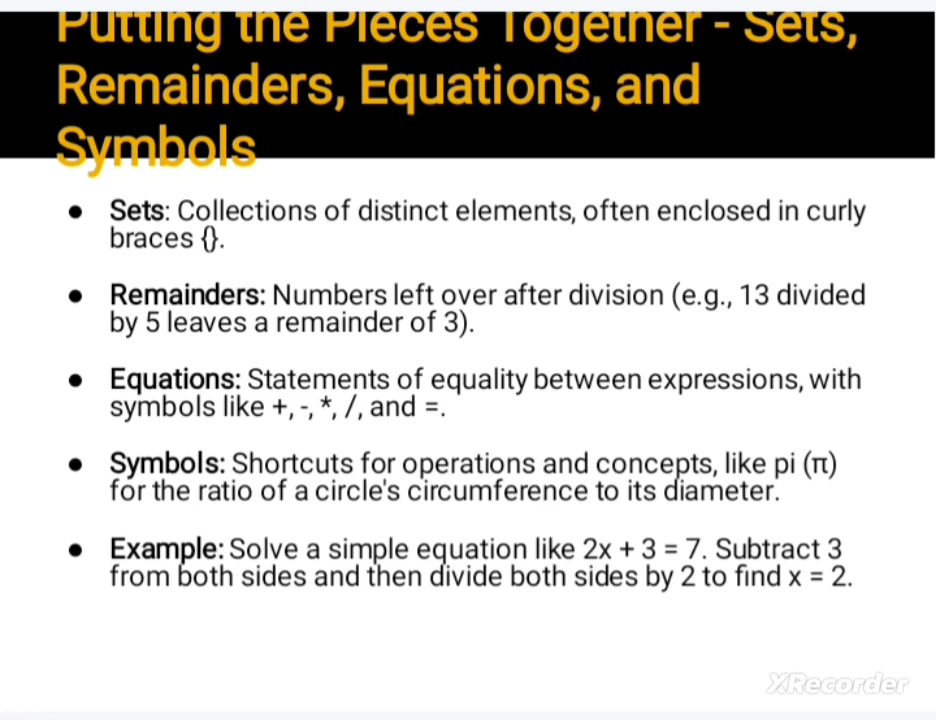 Putting the Pieces Together - Sets,
Remainders, Equations, and
Symbols
● Sets: Collections of distinct elements, often enclosed in curly
braces {}.
● Remainders: Numbers left over after division (e.g., 13 divided
by 5 leaves a remainder of 3).
● Equations: Statements of equality between expressions, with
symbols like +, -, *, /, and =.
● Symbols: Shortcuts for operations and concepts, like pi (π)
for the ratio of a circle's circumference to its diameter.
● Example: Solve a simple equation like 2x + 3 = 7. Subtract 3
from both sides and then divide both sides by 2 to find x = 2.
XRecorder